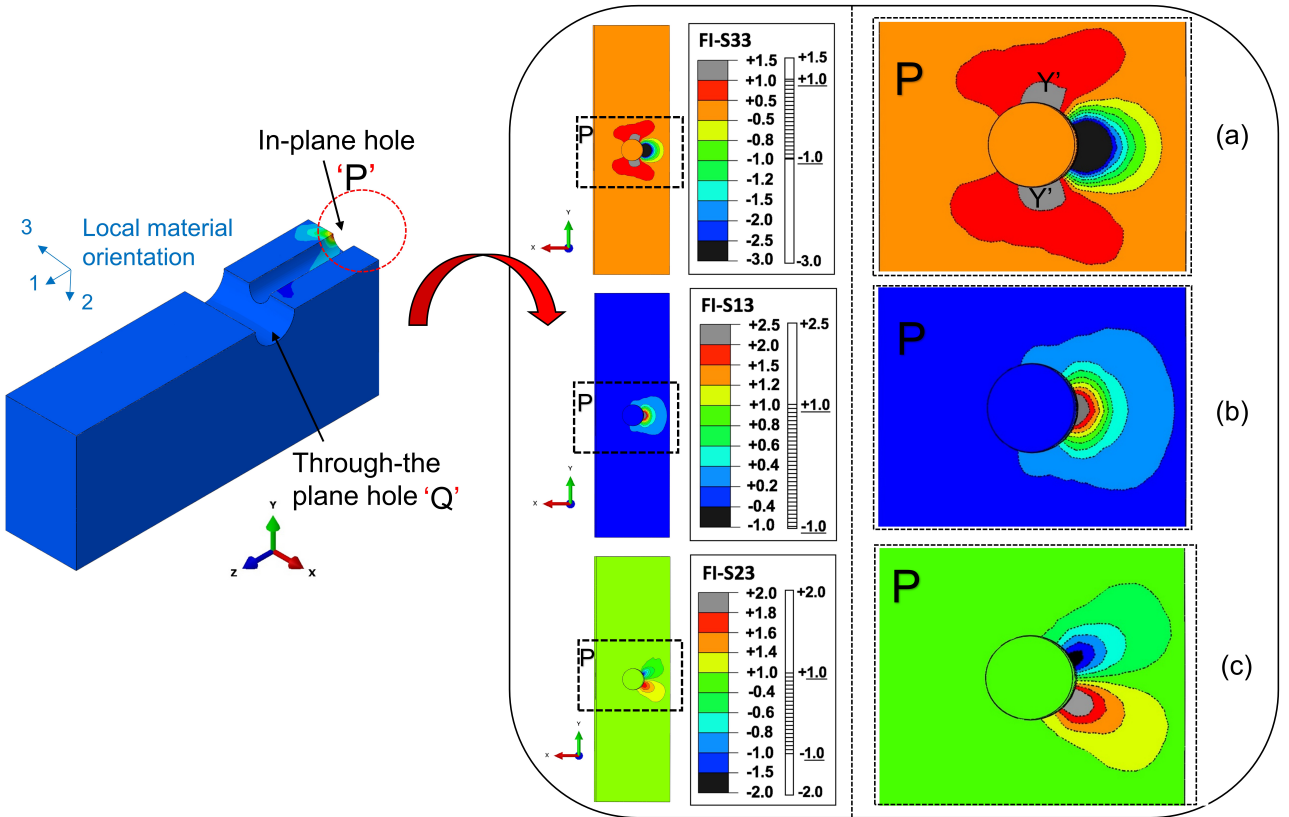 In-plane hole
'P'
3
Local material
orientation
1
2
Through-the
plane hole 'Q'
Y
Z
X
P
Y
X
FI-S33
+1.5
+1.0
+0.5
-0.5
-0.8
-1.0
-1.2
-1.5
-2.0
-2.5
-3.0
+1.5
+1.0
-1.0
-3.0
P
Y'
Y'
(a)
P
Y
X
FI-S13
+2.5
+2.0
+1.5
+1.2
+1.0
+0.8
+0.6
+0.4
+0.2
-0.4
-1.0
+2.5
+1.0
-1.0
P
(b)
P
Y
X
FI-S23
+2.0
+1.8
+1.6
+1.4
+1.0
-0.4
-0.6
-0.8
-1.0
-1.5
-2.0
+2.0
+1.0
-1.0
-2.0
P
(c)